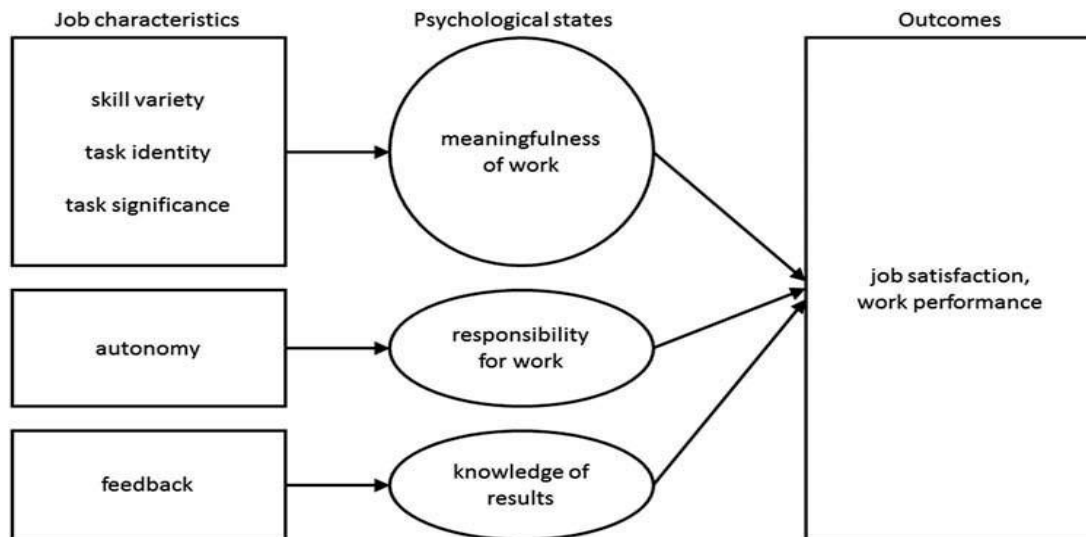 Job characteristics
Psychological states
Outcomes
skill variety
task identity
task significance
meaningfulness
of work
job satisfaction,
work performance
autonomy
responsibility
for work
feedback
knowledge of
results